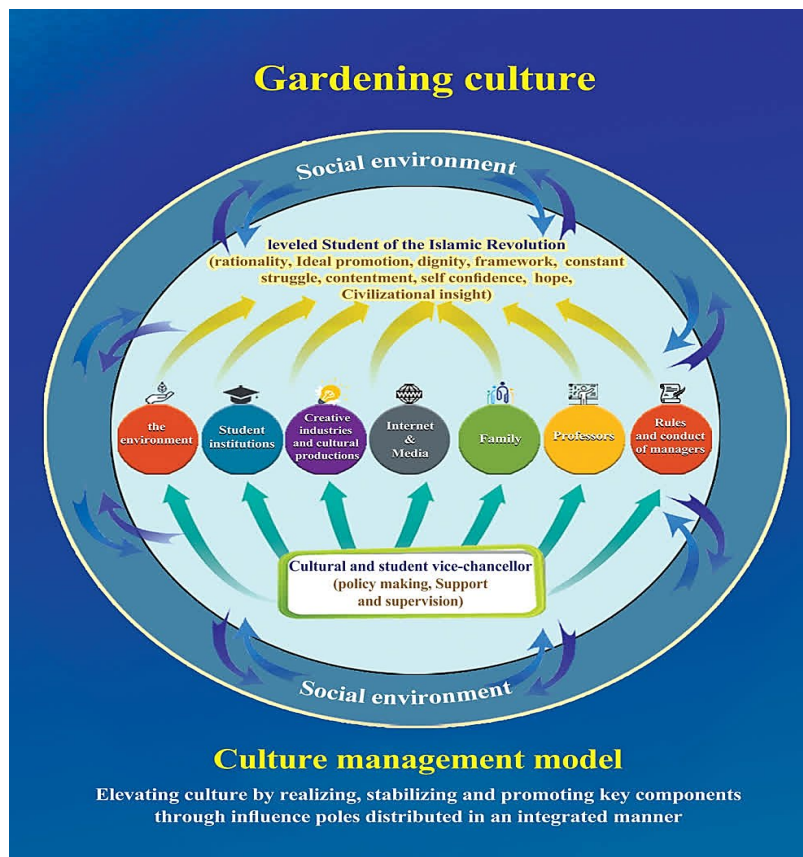 Gardening culture
Social environment
leveled Student of the Islamic Revolution
(rationality, Ideal promotion, dignity, framework, constant
struggle, contentment, self confidence, hope,
Civilizational insight)
the
environment
Student
institutions
Creative
industries
and cultural
productions
Internet
&
Media
Family
Professors
Rules
and conduct
of managers
Cultural and student vice-chancellor
(policy making, Support
and supervision)
Social environment
Culture management model
Elevating culture by realizing, stabilizing and promoting key components
through influence poles distributed in an integrated manner